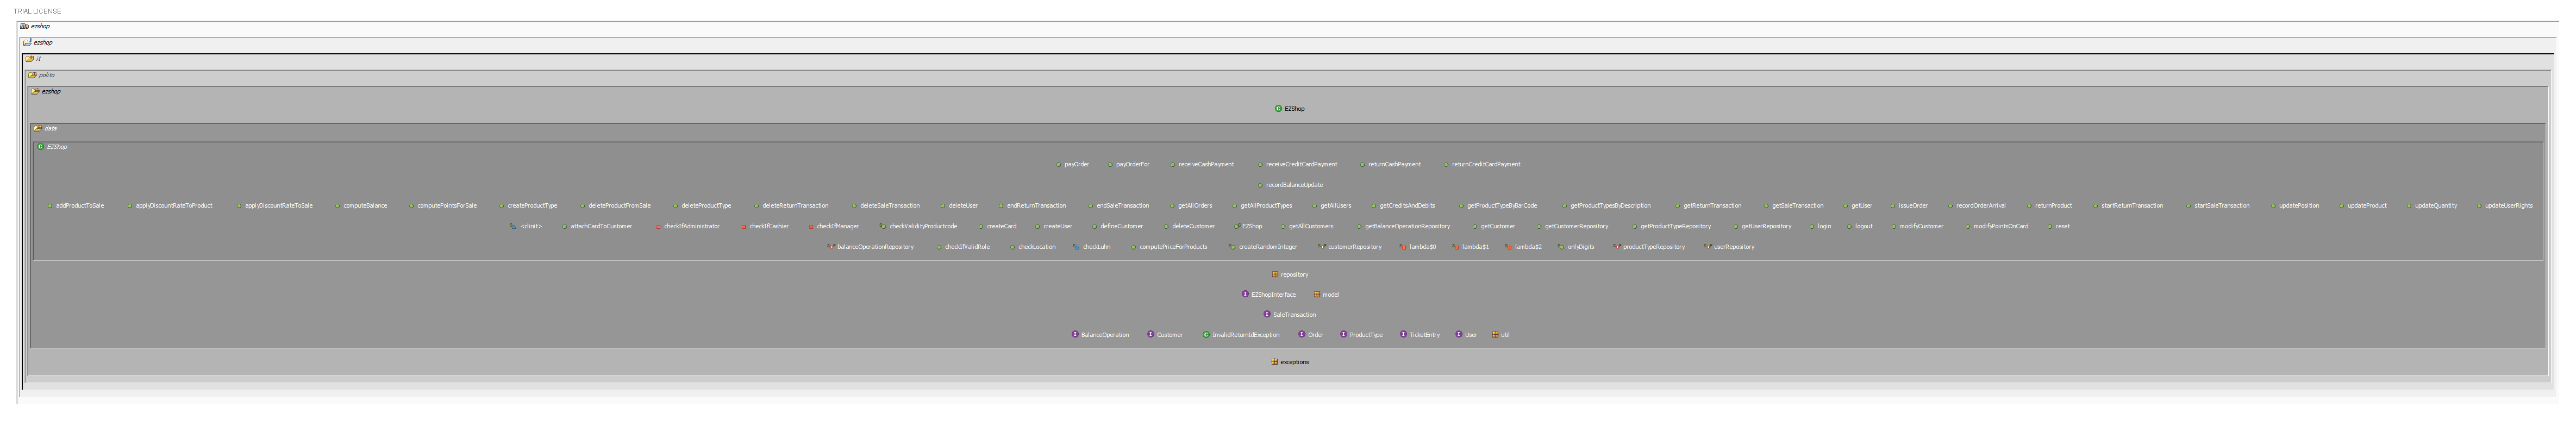 TRIAL LICENSE
ezshop
ezshop
it
polito
ezshop
EZShop
data
EZShop
payOrder payOrderFor receiveCashPayment receiveCreditCardPayment returnCashPayment returnCreditCardPayment
recordBalanceUpdate
addProductToSale applyDiscountRateToProduct applyDiscountRateToSale computeBalance computePointsForSale createProductType deleteProductFromSale deleteProductType deleteReturnTransaction deleteSaleTransaction deleteUser endReturnTransaction endSaleTransaction getAllOrders getAllProductTypes getAllUsers getCreditsAndDebits getProductTypeByBarCode getProductTypesByDescription getReturnTransaction getSaleTransaction getUser issueOrder recordOrderArrival returnProduct startReturnTransaction startSaleTransaction updatePosition updateProduct updateQuantity updateUserRights
<clinit> attachCardToCustomer checkIfAdministrator checkIfCashier checkIfManager checkValidityProductcode createCard createUser defineCustomer deleteCustomer EZShop getAllCustomers getBalanceOperationRepository getCustomer getCustomerRepository getProductTypeRepository getUserRepository login logout modifyCustomer modifyPointsOnCard reset
balanceOperationRepository checkIfValidRole checkLocation checkLuhn computePriceForProducts createRandomInteger customerRepository lambda$0 lambda$1 lambda$2 onlyDigits productTypeRepository userRepository
repository
EZShopInterface model
SaleTransaction
BalanceOperation Customer InvalidReturnIdException Order ProductType TicketEntry User util
exceptions